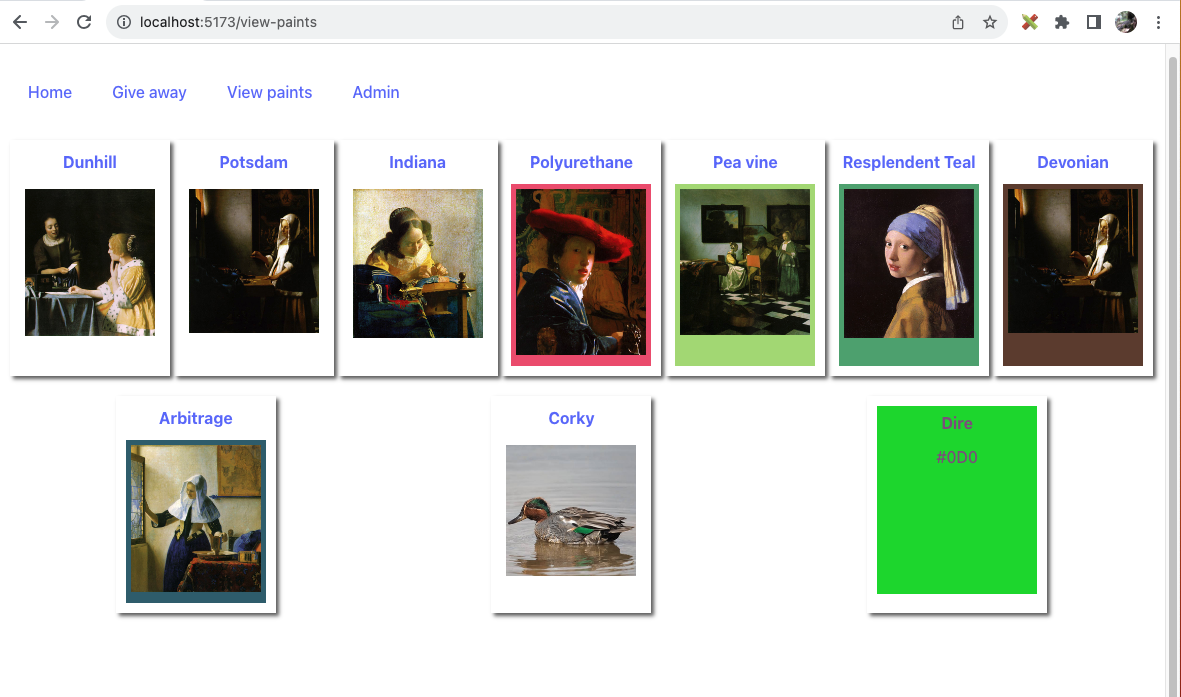 localhost:5173/view-paints
Home Give away View paints Admin
Dunhill Potsdam Indiana Polyurethane Pea vine Resplendent Teal Devonian
Arbitrage Corky Dire
#0D0